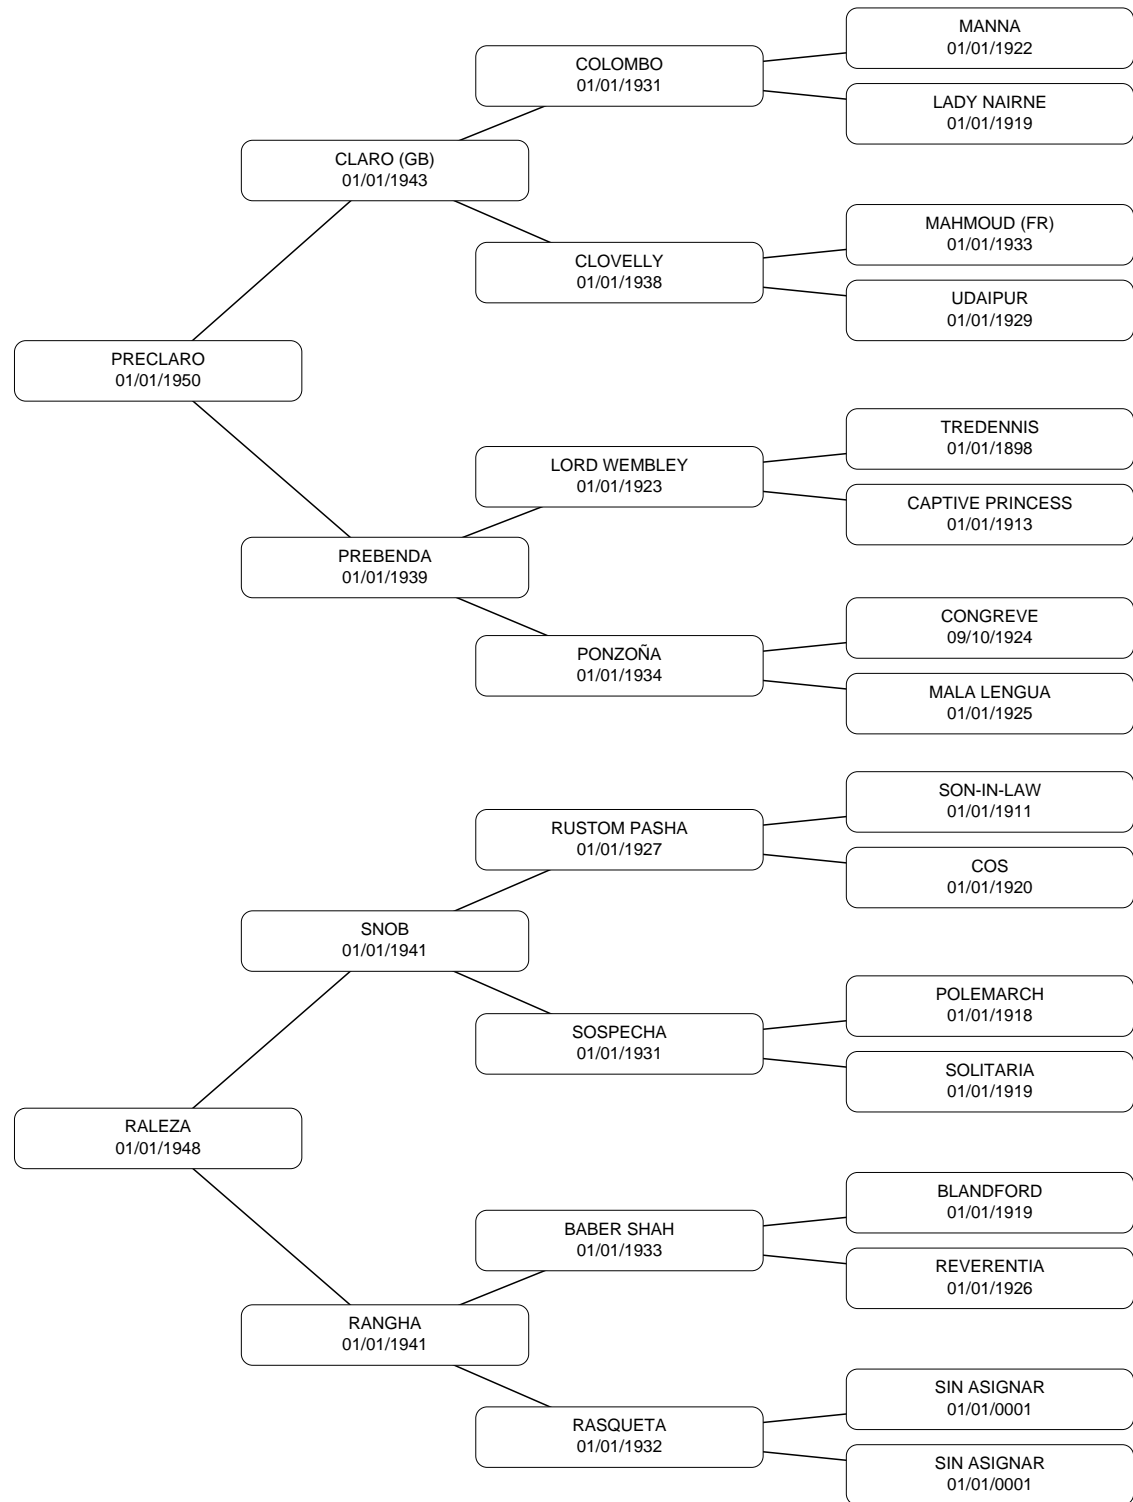 MANNA
01/01/1922
COLOMBO
01/01/1931
LADY NAIRNE
01/01/1919
CLARO (GB)
01/01/1943
MAHMOUD (FR)
01/01/1933
CLOVELLY
01/01/1938
UDAIPUR
01/01/1929
PRECLARO
01/01/1950
TREDENNIS
01/01/1898
LORD WEMBLEY
01/01/1923
CAPTIVE PRINCESS
01/01/1913
PREBENDA
01/01/1939
CONGREVE
09/10/1924
PONZOÑA
01/01/1934
MALA LENGUA
01/01/1925
SON-IN-LAW
01/01/1911
RUSTOM PASHA
01/01/1927
COS
01/01/1920
SNOB
01/01/1941
POLEMARCH
01/01/1918
SOSPECHA
01/01/1931
SOLITARIA
01/01/1919
RALEZA
01/01/1948
BLANDFORD
01/01/1919
BABER SHAH
01/01/1933
REVERENTIA
01/01/1926
RANGHA
01/01/1941
SIN ASIGNAR
01/01/0001
RASQUETA
01/01/1932
SIN ASIGNAR
01/01/0001